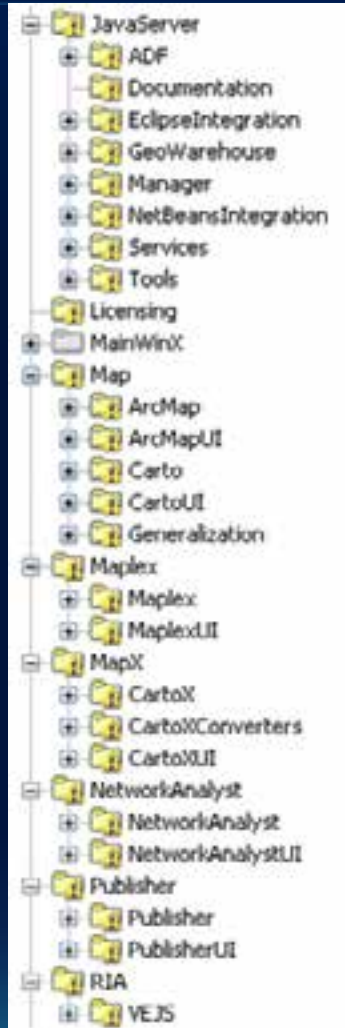 JavaServer
ADF
Documentation
EclipseIntegration
GeoWarehouse
Manager
NetBeansIntegration
Services
Tools
Licensing
MainWinX
Map
ArcMap
ArcMapUI
Carto
CartoUI
Generalization
Maplex
Maplex
MaplexUI
MapX
CartoX
CartoXConverters
CartoXUI
NetworkAnalyst
NetworkAnalyst
NetworkAnalystUI
Publisher
Publisher
PublisherUI
RIA
VEJS